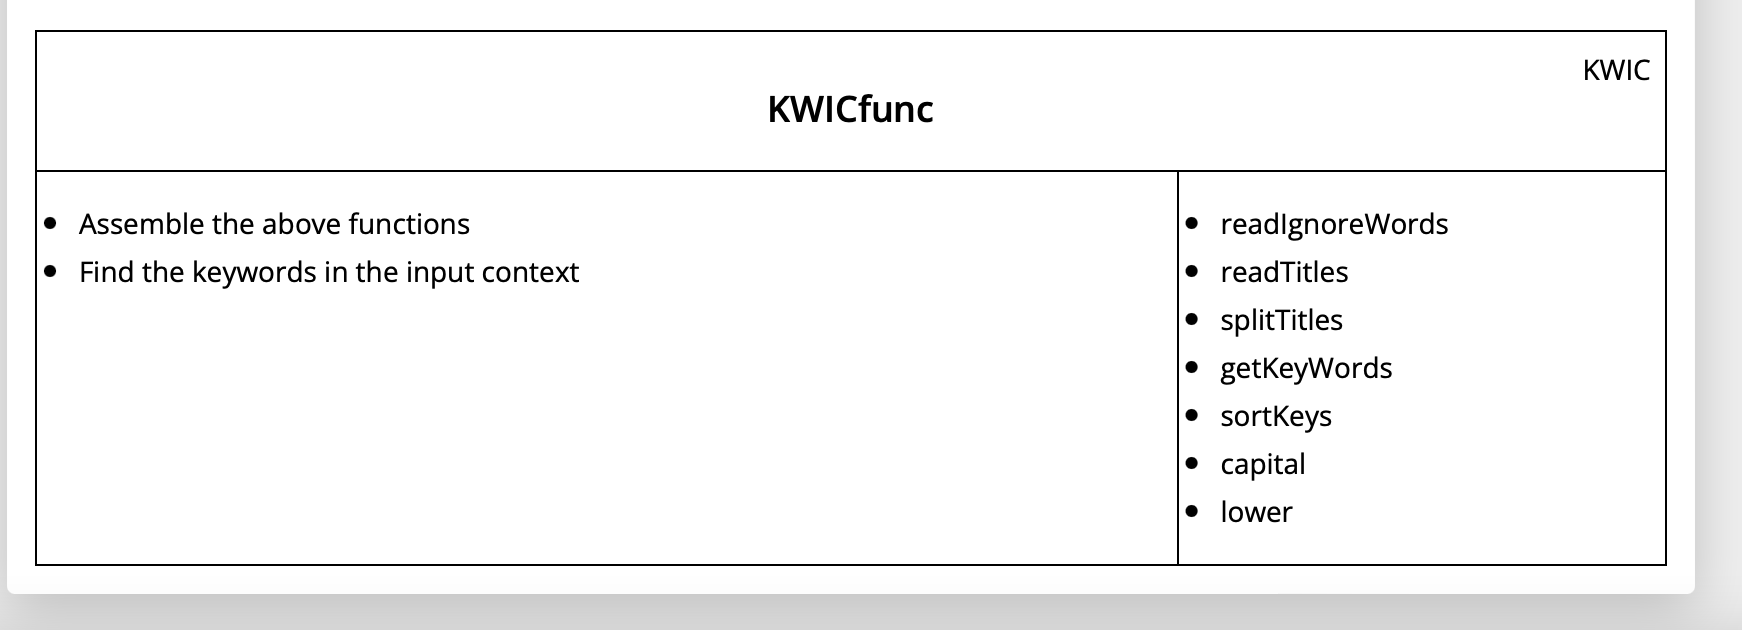 KWIC
KWICfunc
• Assemble the above functions
• Find the keywords in the input context
• readIgnoreWords
• readTitles
• splitTitles
• getKeyWords
• sortKeys
• capital
• lower